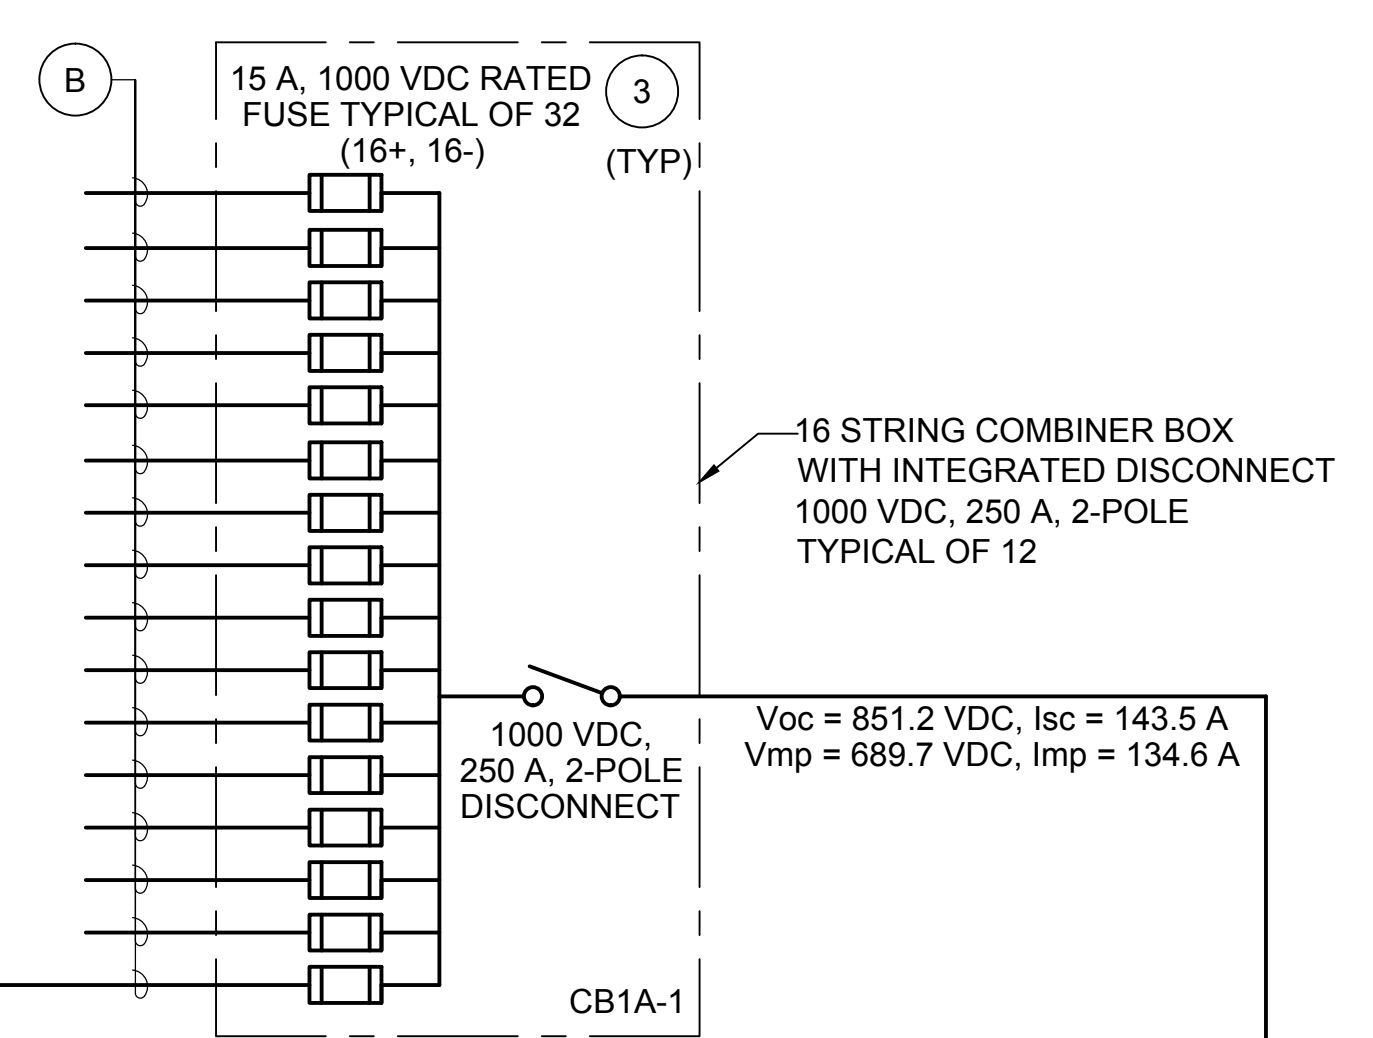 B
15 A, 1000 VDC RATED
FUSE TYPICAL OF 32
(16+, 16-)
3
(TYP)
16 STRING COMBINER BOX
WITH INTEGRATED DISCONNECT
1000 VDC, 250 A, 2-POLE
TYPICAL OF 12
1000 VDC,
250 A, 2-POLE
DISCONNECT
Voc = 851.2 VDC, Isc = 143.5 A
Vmp = 689.7 VDC, Imp = 134.6 A
CB1A-1